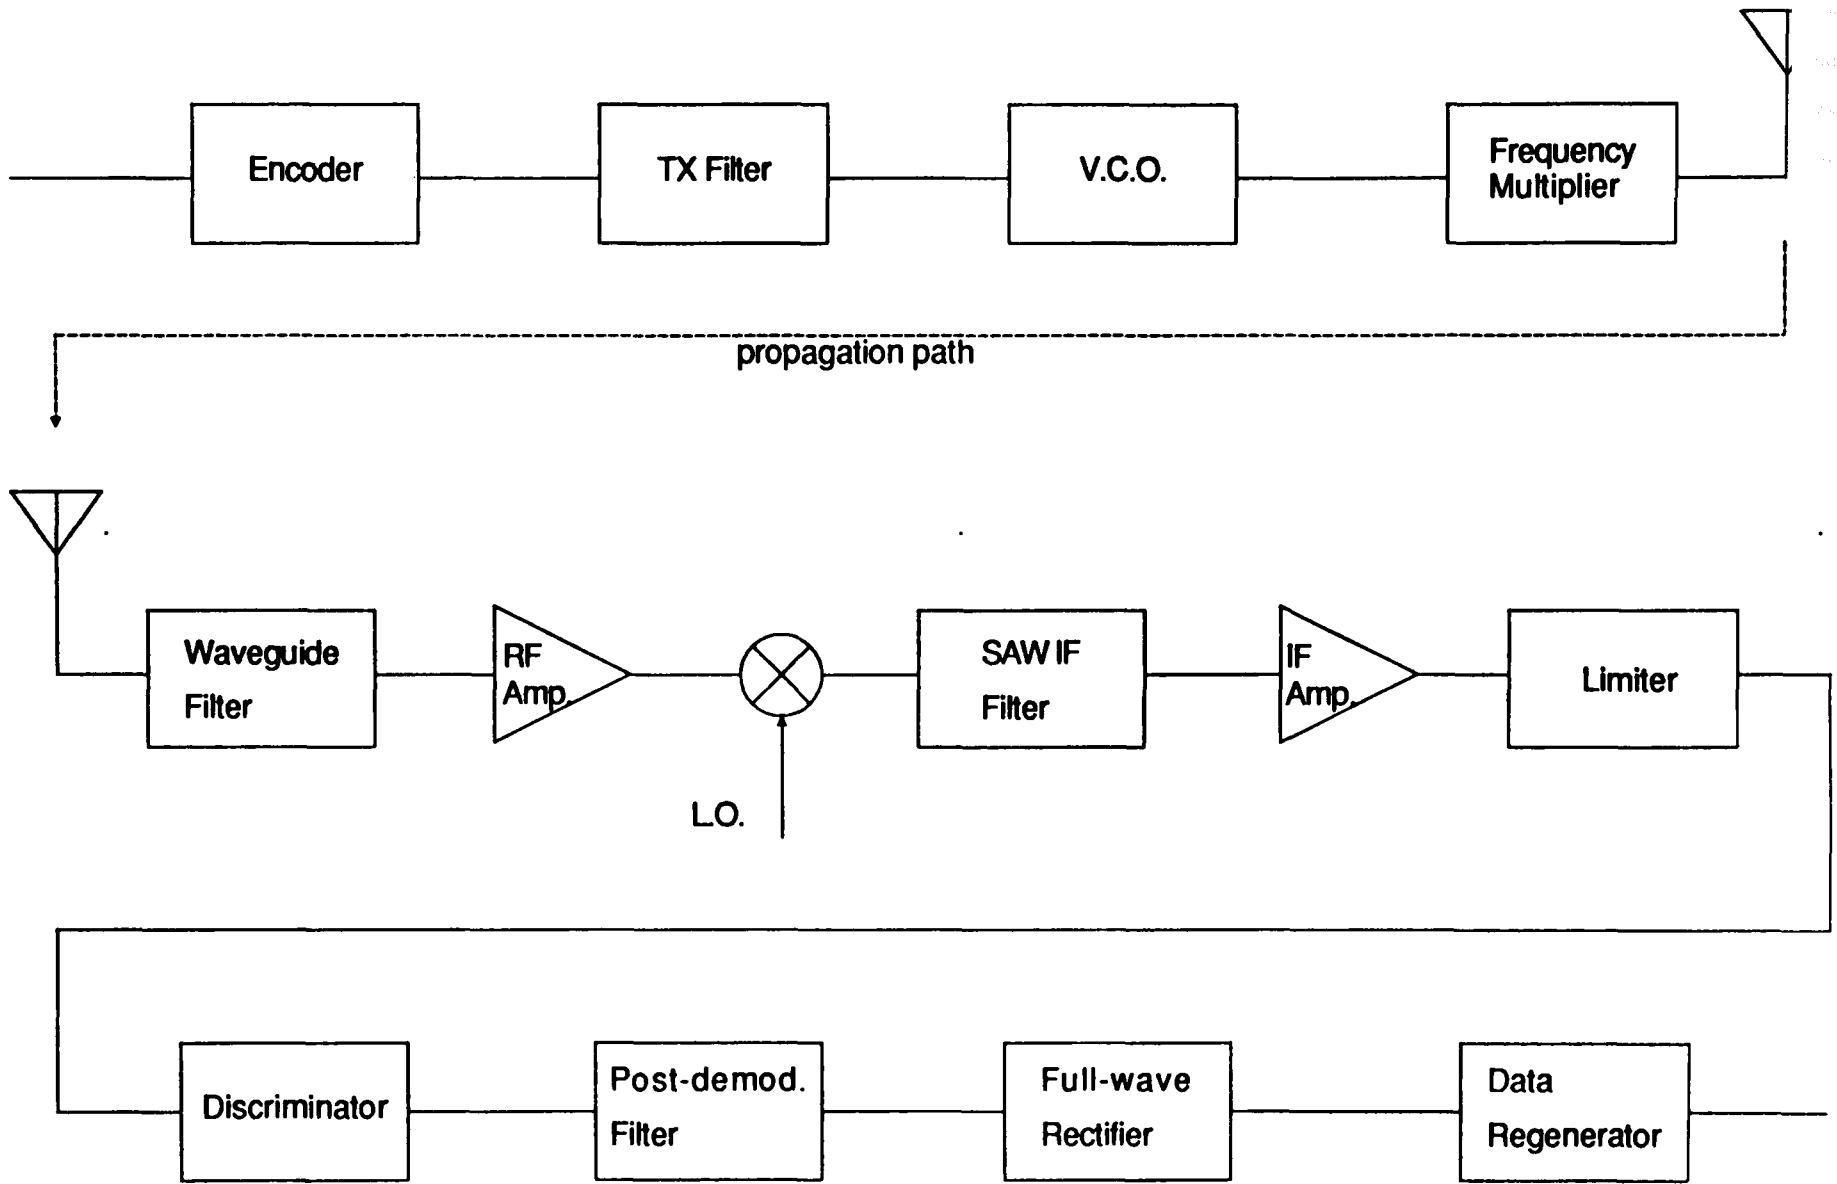 Encoder
TX Filter
V.C.O.
Frequency
Multiplier
propagation path
Waveguide
Filter
RF
Amp.
L.O.
SAW IF
Filter
IF
Amp.
Limiter
Discriminator
Post-demod.
Filter
Full-wave
Rectifier
Data
Regenerator